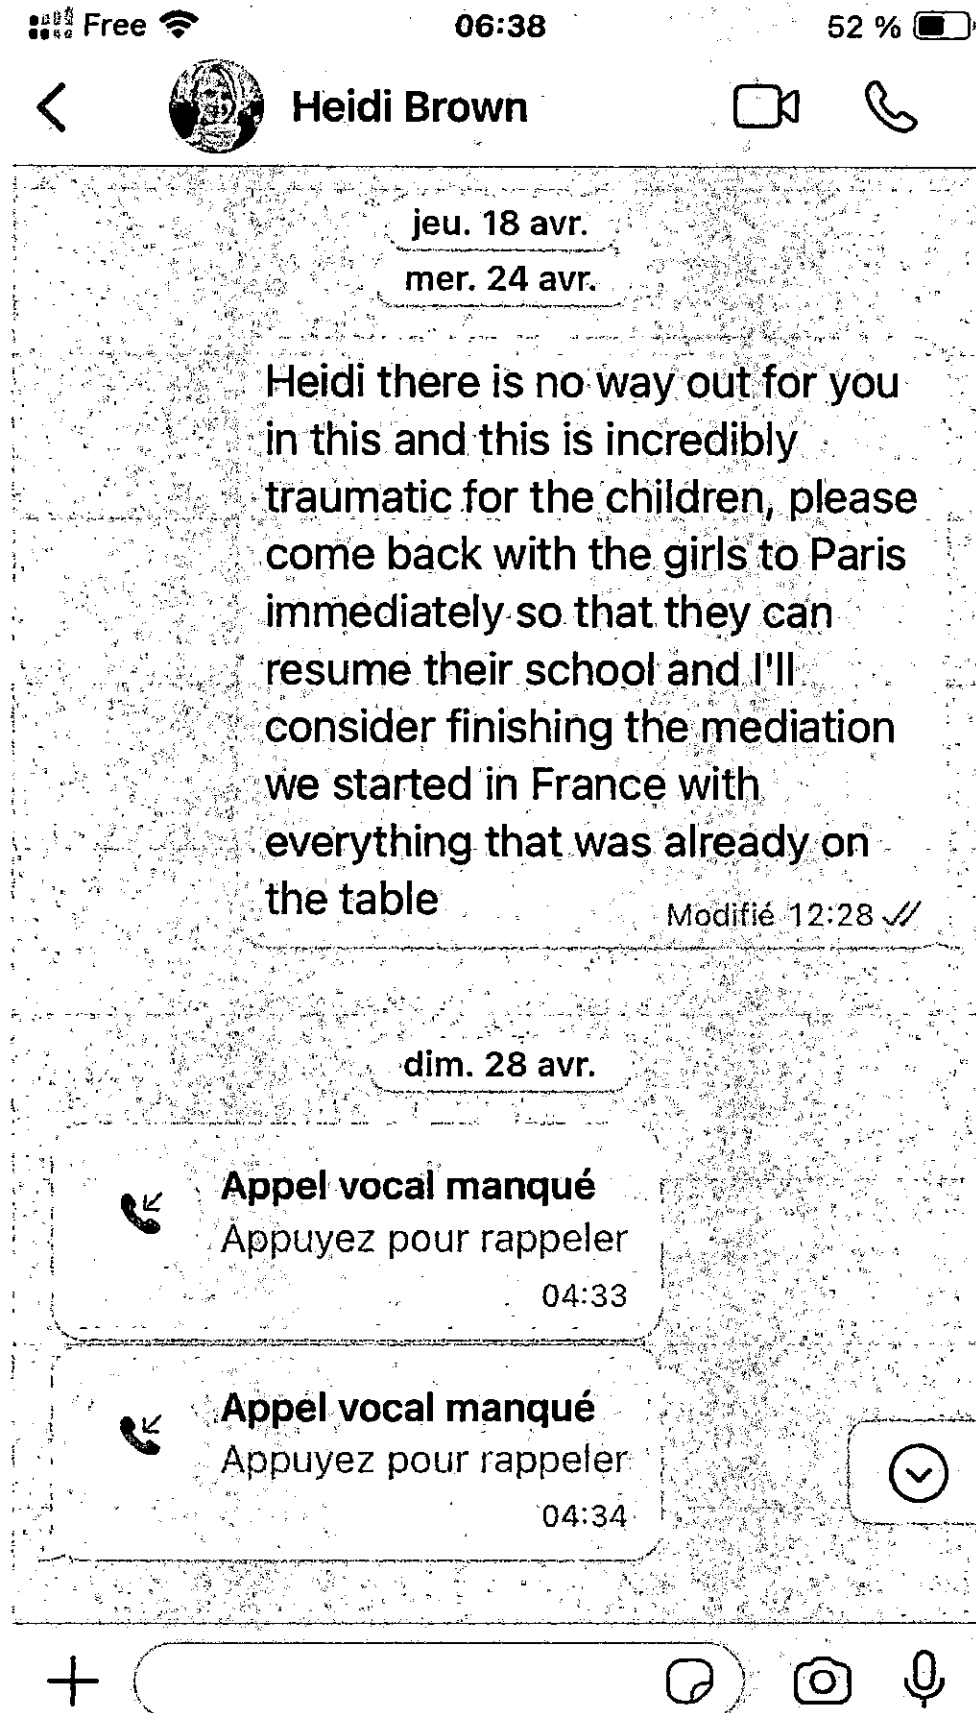 Free 06:38 52 %
Heidi Brown
jeu. 18 avr.
mer. 24 avr.
Heidi there is no way out for you
in this and this is incredibly
traumatic for the children, please
come back with the girls to Paris
immediately so that they can
resume their school and I'll
consider finishing the mediation
we started in France with
everything that was already on
the table
Modifié 12:28
dim. 28 avr.
Appel vocal manqué
Appuyez pour rappeler
04:33
Appel vocal manqué
Appuyez pour rappeler
04:34